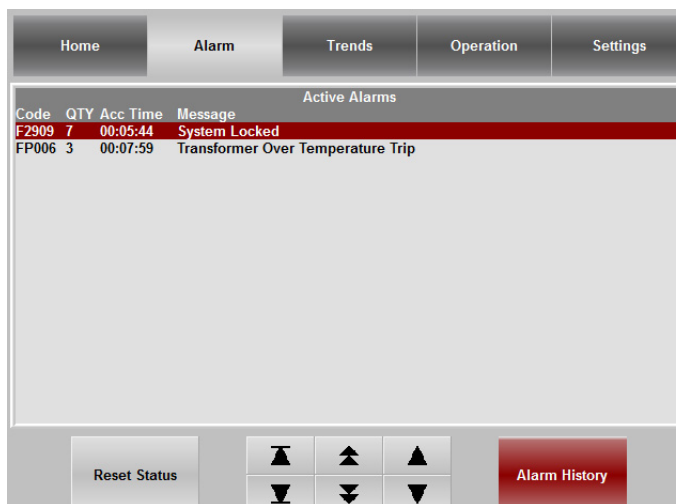 Home Alarm Trends Operation Settings
Active Alarms
Code QTY Acc Time Message
F2909 7 00:05:44 System Locked
FP006 3 00:07:59 Transformer Over Temperature Trip
Reset Status Alarm History